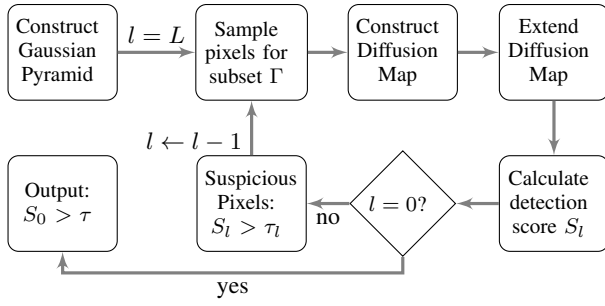 Construct
Gaussian
Pyramid
l = L
Sample
pixels for
subset Γ
Construct
Diffusion
Map
Extend
Diffusion
Map
l ← l − 1
Output:
S₀ > τ
Suspicious
Pixels:
Sₗ > τₗ
no
l = 0?
Calculate
detection
score Sₗ
yes